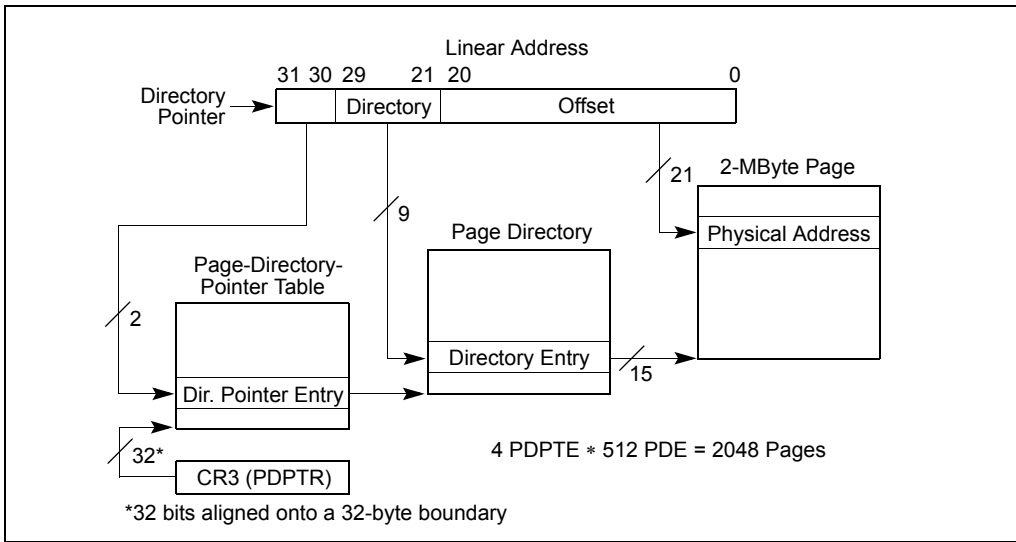 Linear Address
31 30 29 21 20 0
Directory
Pointer
Directory
Offset
21
2-MByte Page
9
Physical Address
Page Directory
Page-Directory-
Pointer Table
2
Directory Entry
15
Dir. Pointer Entry
32*
4 PDPTE * 512 PDE = 2048 Pages
CR3 (PDPTR)
*32 bits aligned onto a 32-byte boundary